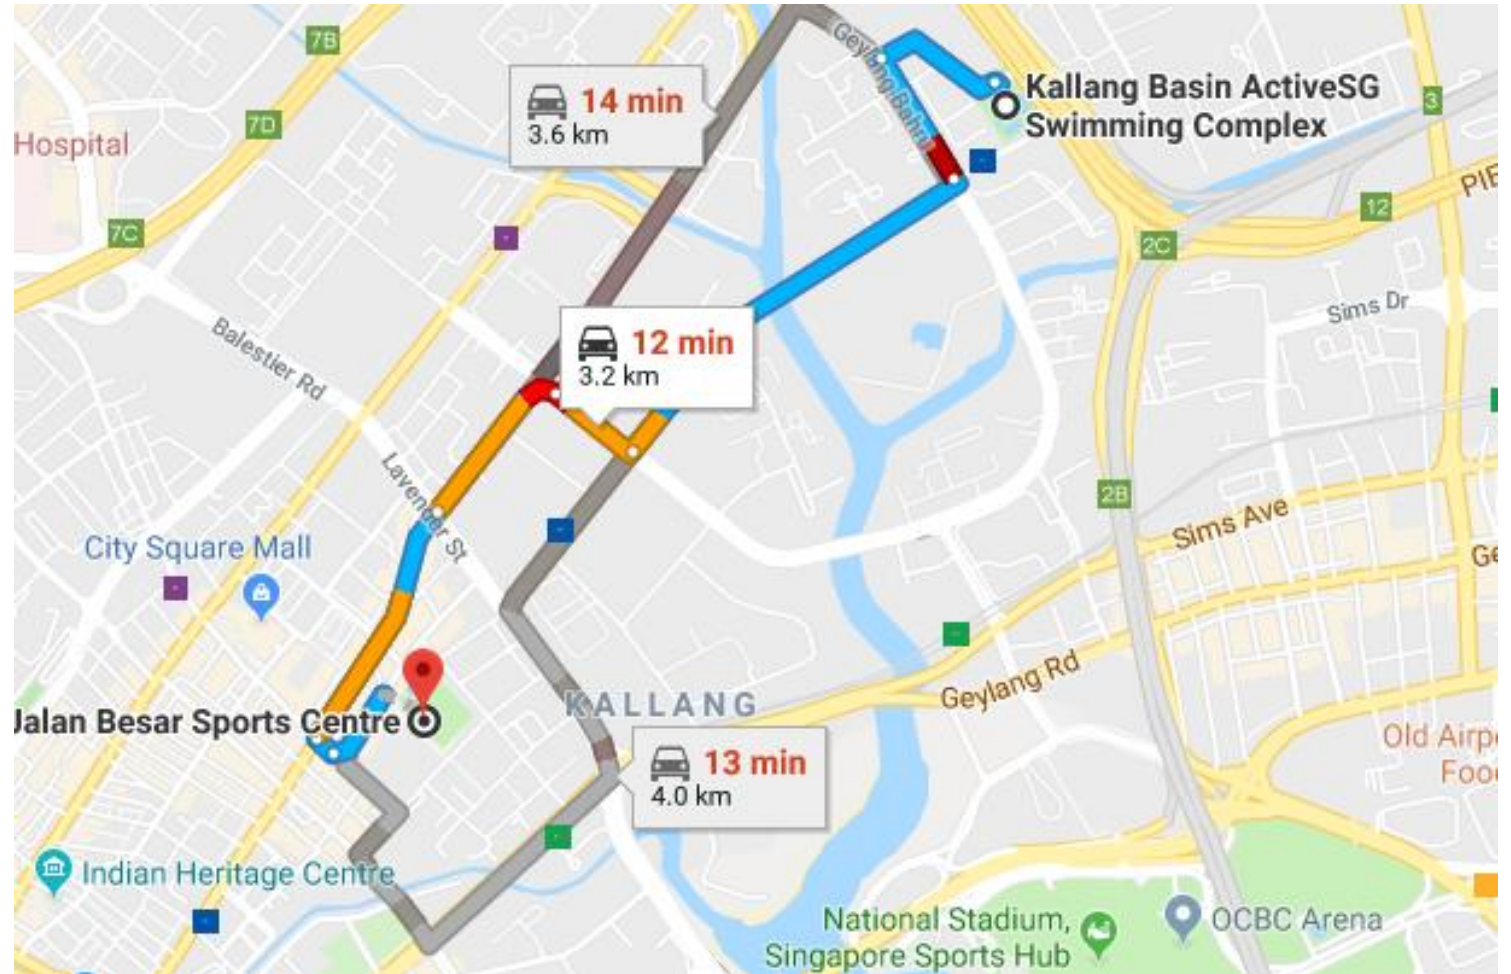 7B
Geylang Bahru
Kallang Basin ActiveSG
Swimming Complex
14 min
3.6 km
3
7D
Hospital
PIE
12
7C
2C
Sims Dr
Balestier Rd
12 min
3.2 km
Lavender St
2B
Sims Ave
City Square Mall
Ge
Geylang Rd
KALLANG
Jalan Besar Sports Centre
Old Airpo
Food
13 min
4.0 km
Indian Heritage Centre
National Stadium,
Singapore Sports Hub
OCBC Arena